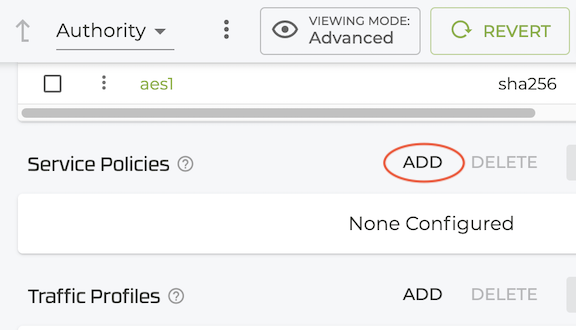 Authority
VIEWING MODE:
Advanced
REVERT
aes1 sha256
Service Policies ? ADD DELETE
None Configured
Traffic Profiles ? ADD DELETE